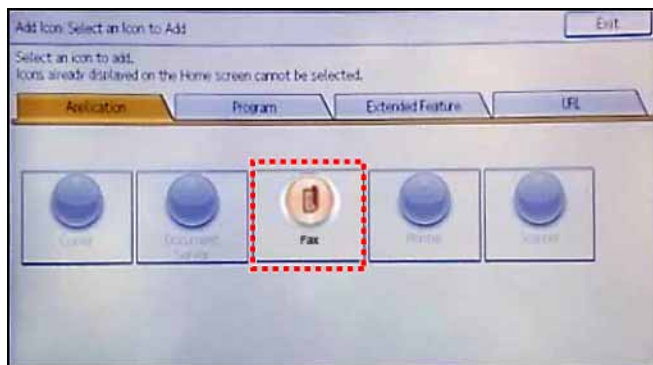 Add Icon: Select an Icon to Add
Exit
Select an icon to add.
Icons already displayed on the Home screen cannot be selected.
Application
Program
Extended Feature
URL
Copier
Document
Server
Fax
Printer
Scanner